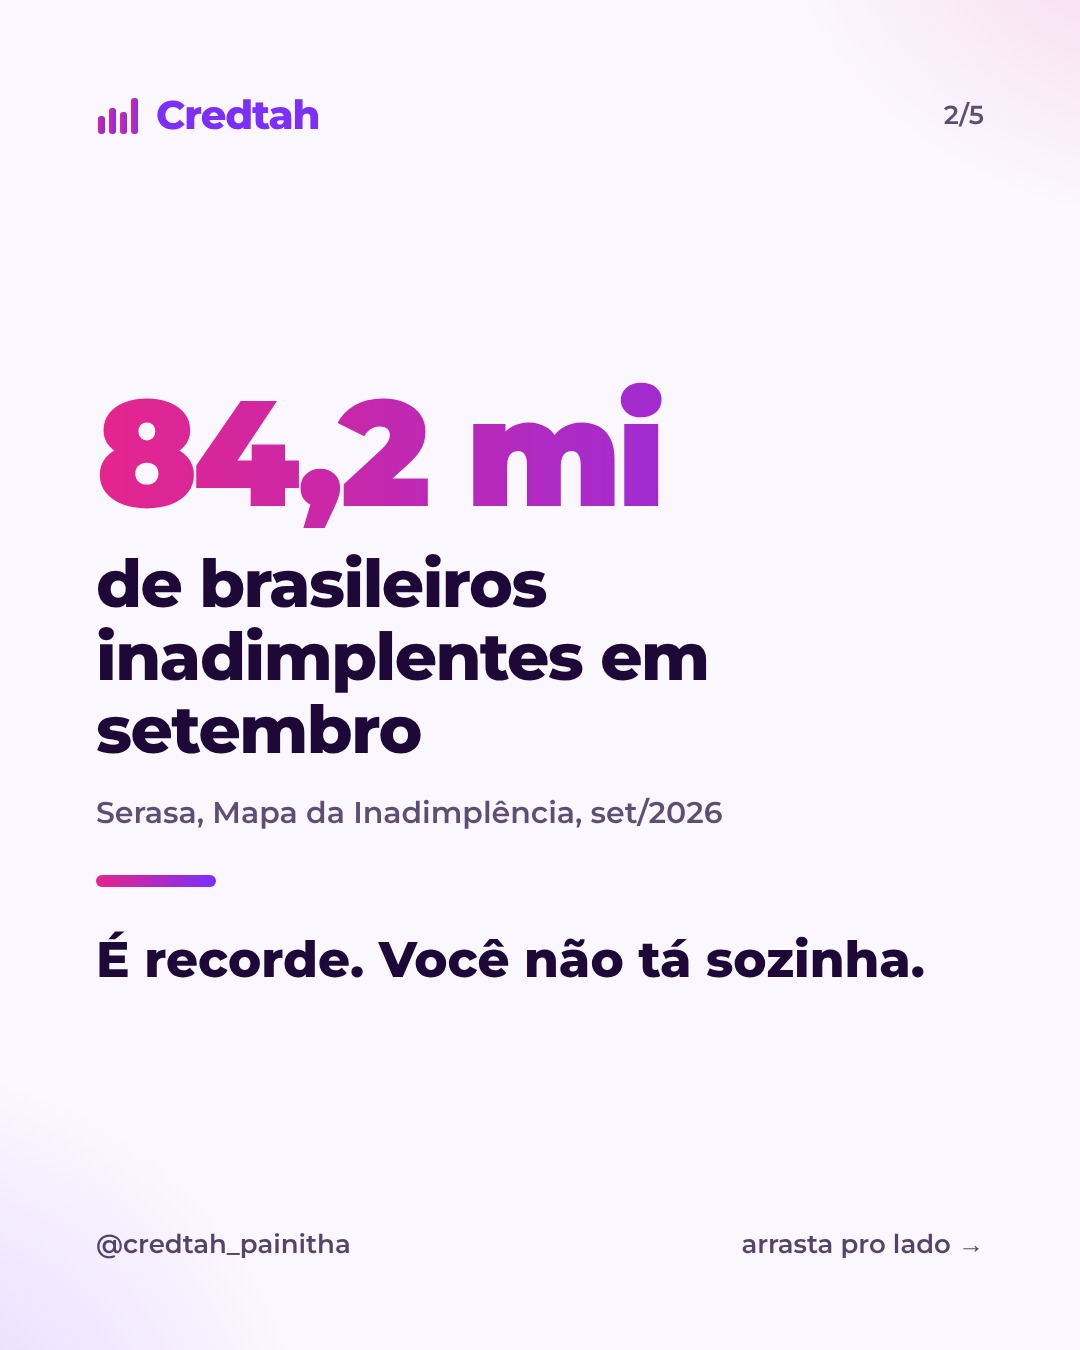 Credtah
2/5
84,2 mi
de brasileiros
inadimplentes em
setembro
Serasa, Mapa da Inadimplência, set/2026
É recorde. Você não tá sozinha.
@credtah_painitha
arrasta pro lado →